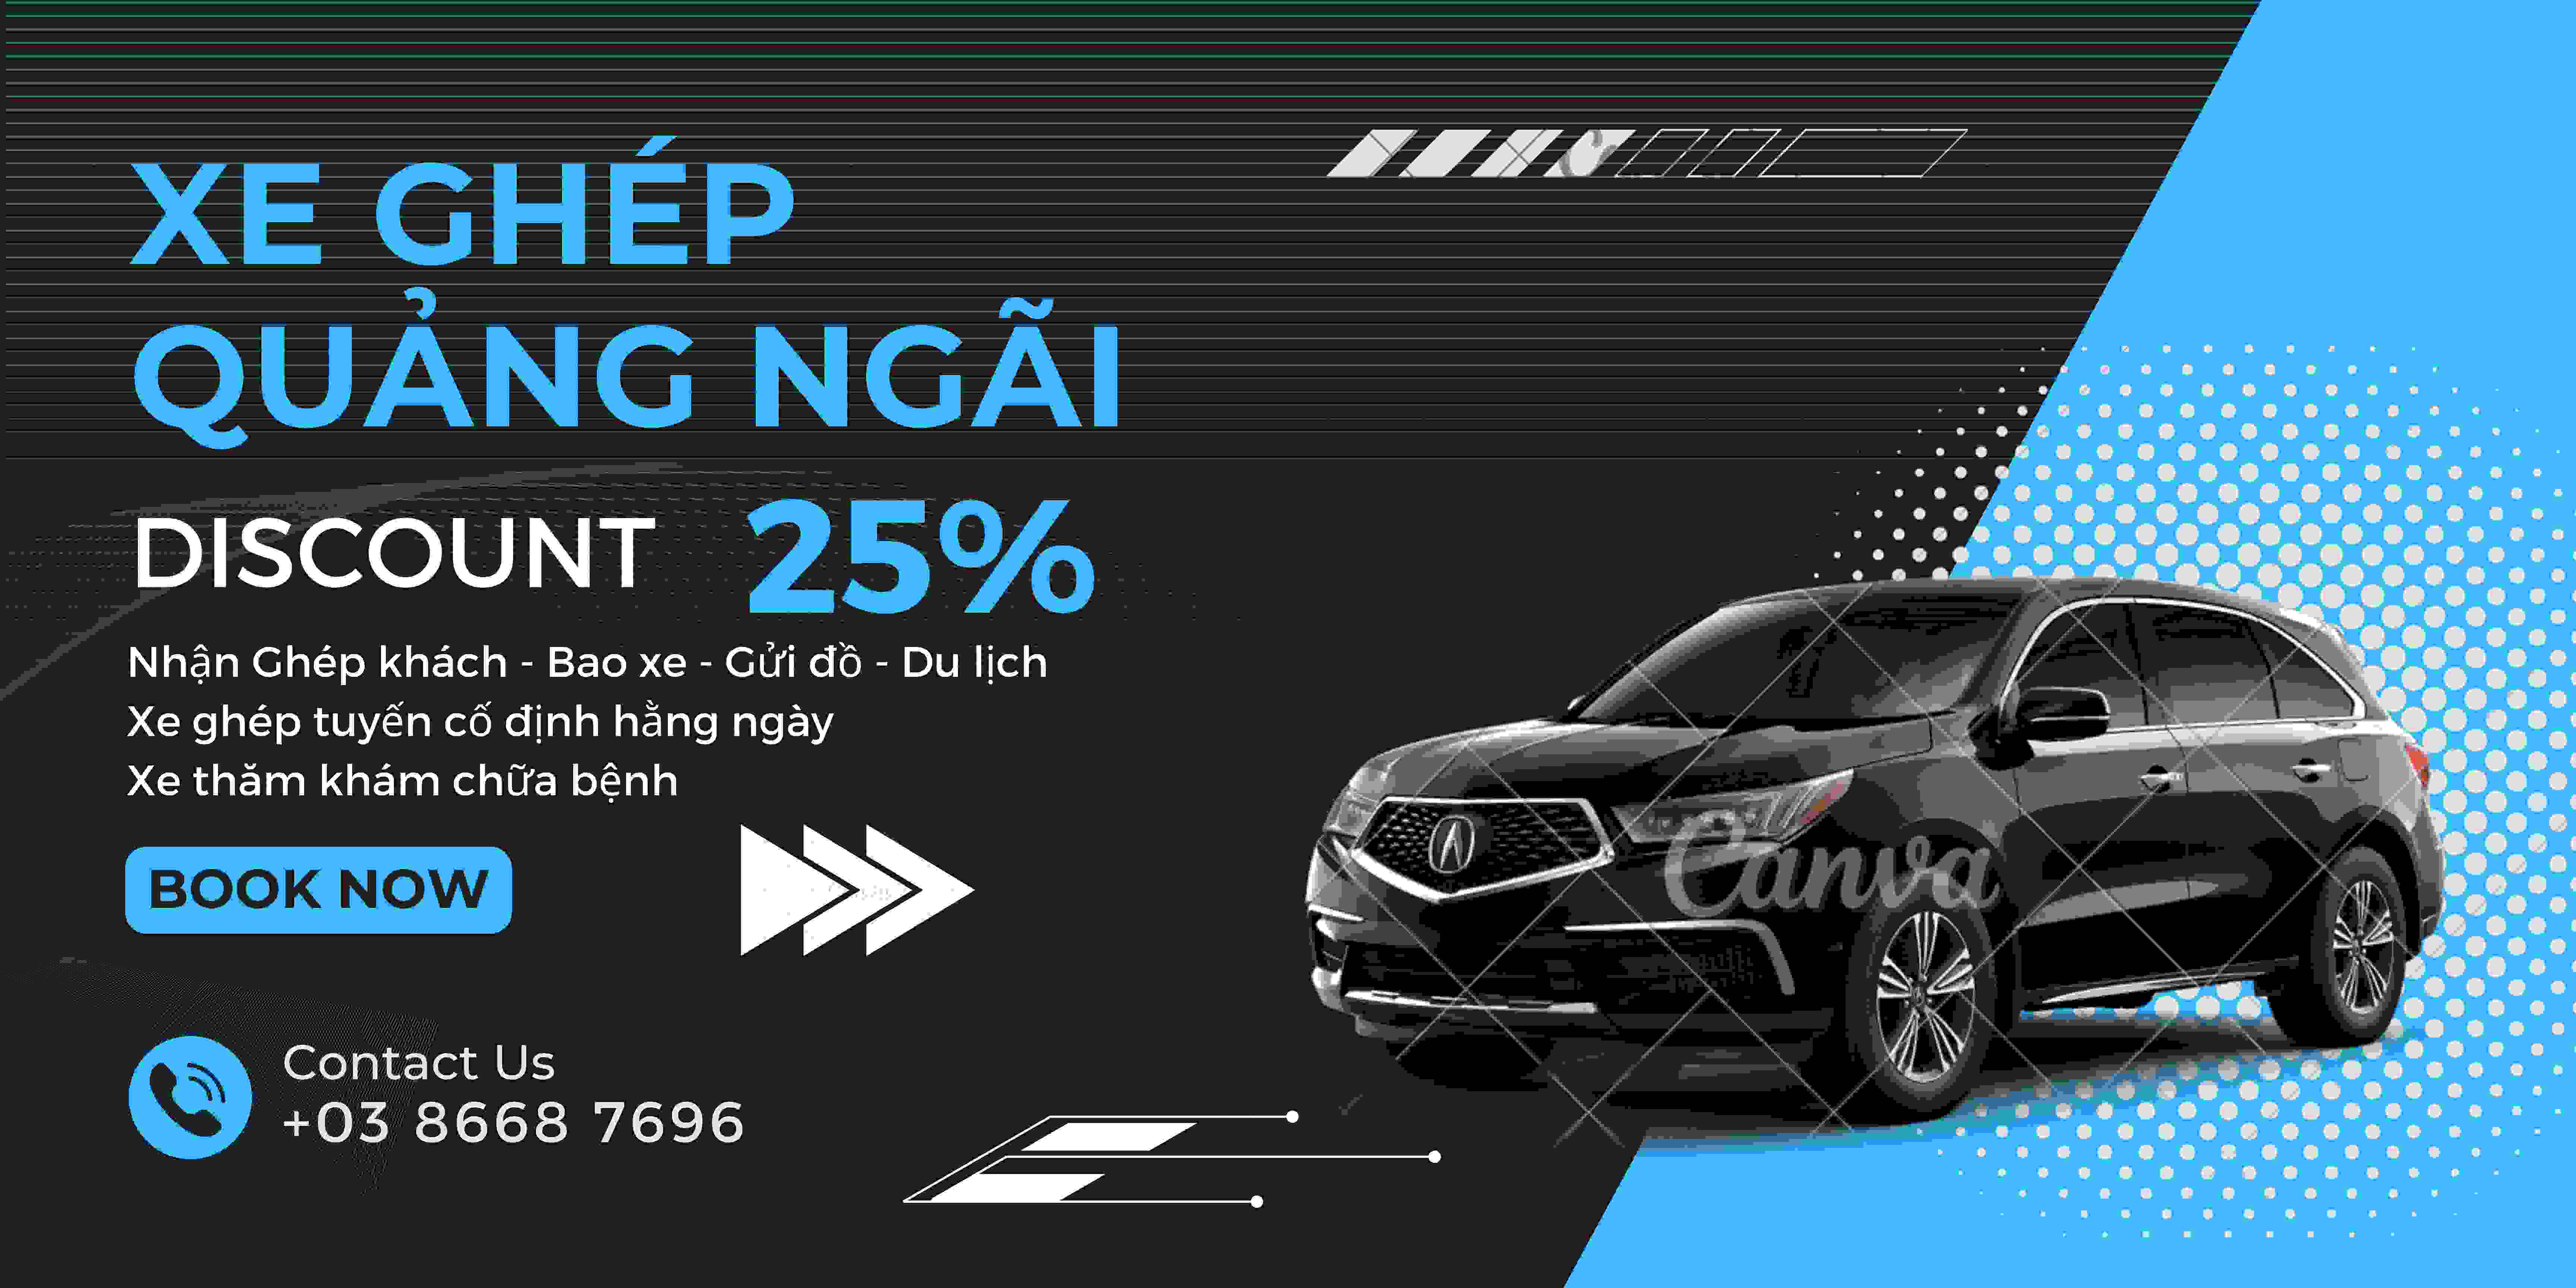 XE GHÉP
QUẢNG NGÃI
DISCOUNT 25%
Nhận Ghép khách - Bao xe - Gửi đồ - Du lịch
Xe ghép tuyến cố định hằng ngày
Xe thăm khám chữa bệnh
BOOK NOW
Contact Us
+03 8668 7696
Canva